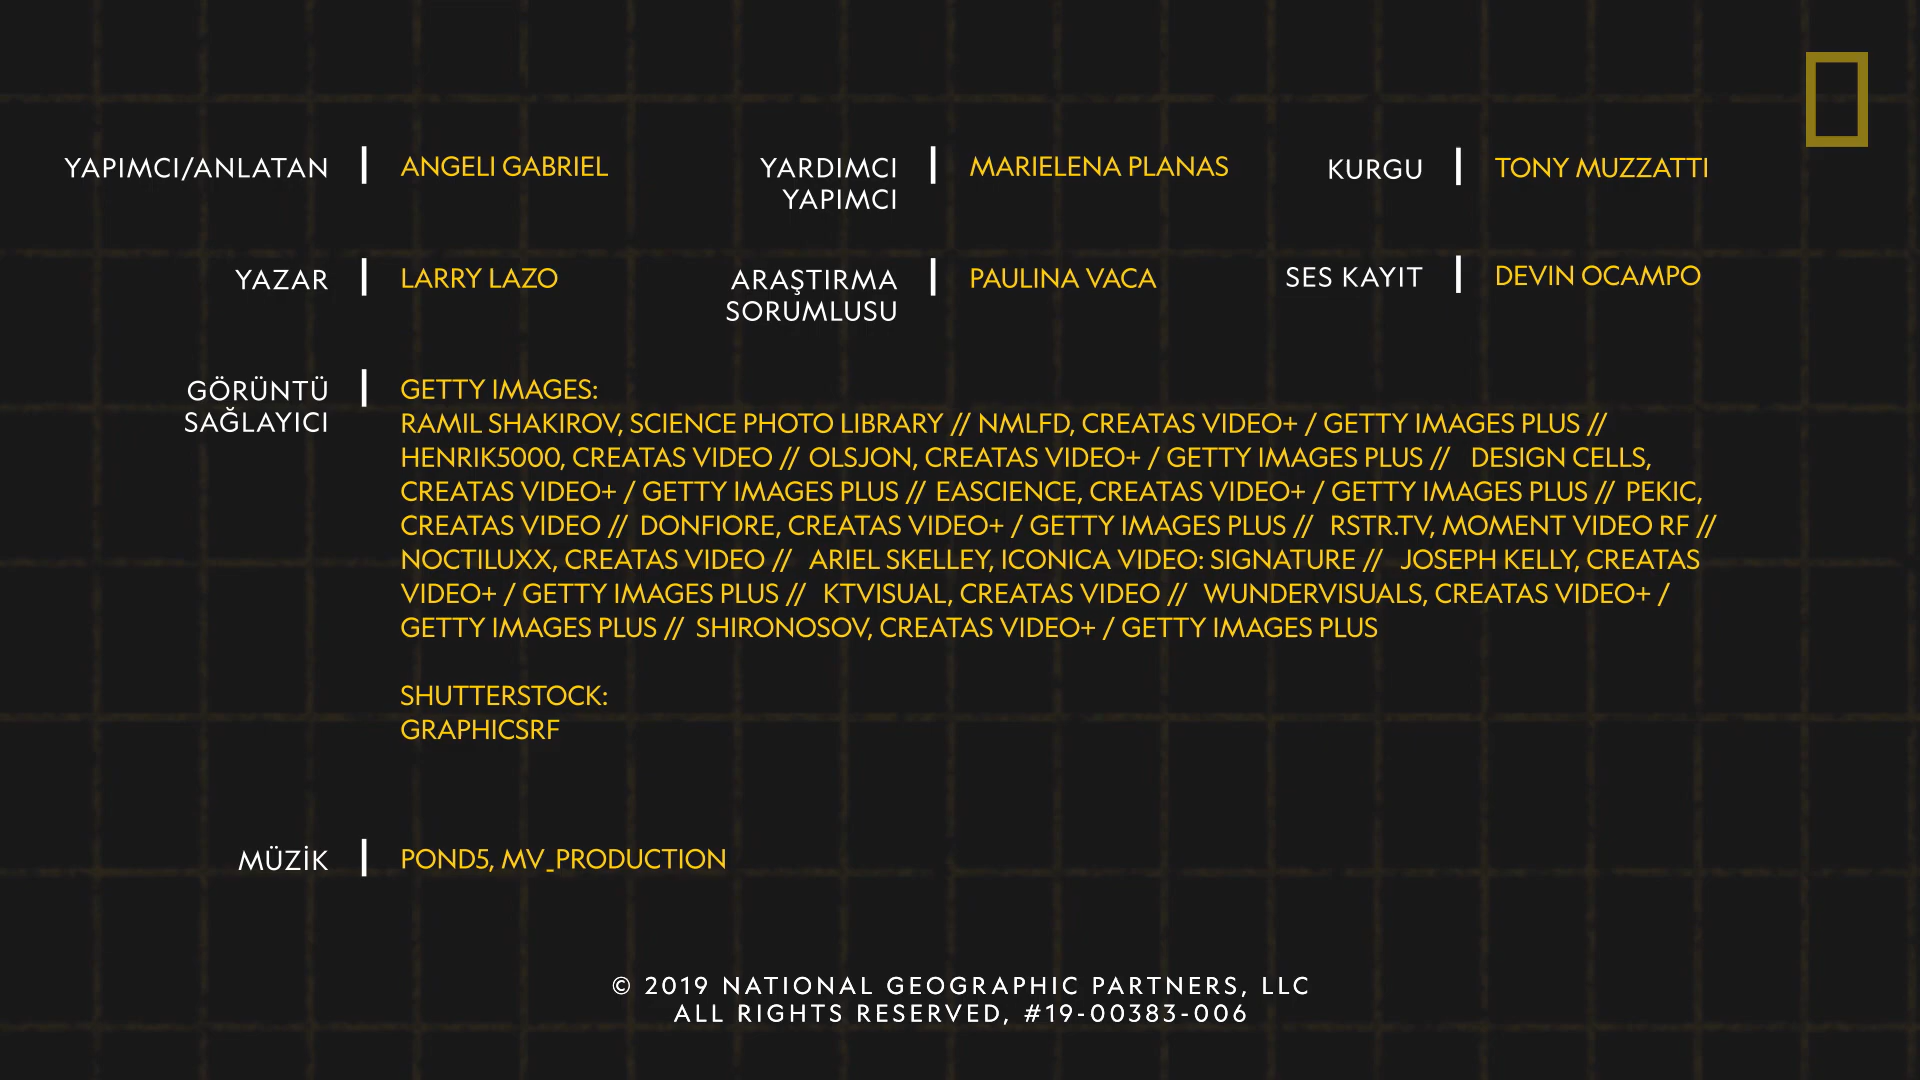 YAPIMCI/ANLATAN | ANGELI GABRIEL
YARDIMCI
YAPIMCI | MARIELENA PLANAS
KURGU | TONY MUZZATTI
YAZAR | LARRY LAZO
ARAŞTIRMA
SORUMLUSU | PAULINA VACA
SES KAYIT | DEVIN OCAMPO
GÖRÜNTÜ
SAĞLAYICI
GETTY IMAGES:
RAMIL SHAKIROV, SCIENCE PHOTO LIBRARY // NMLFD, CREATAS VIDEO+ / GETTY IMAGES PLUS //
HENRIK5000, CREATAS VIDEO // OLSJON, CREATAS VIDEO+ / GETTY IMAGES PLUS // DESIGN CELLS,
CREATAS VIDEO+ / GETTY IMAGES PLUS // EASCIENCE, CREATAS VIDEO+ / GETTY IMAGES PLUS // PEKIC,
CREATAS VIDEO // DONFIORE, CREATAS VIDEO+ / GETTY IMAGES PLUS // RSTR.TV, MOMENT VIDEO RF //
NOCTILUXX, CREATAS VIDEO // ARIEL SKELLEY, ICONICA VIDEO: SIGNATURE // JOSEPH KELLY, CREATAS
VIDEO+ / GETTY IMAGES PLUS // KTVISUAL, CREATAS VIDEO // WUNDERVISUALS, CREATAS VIDEO+ /
GETTY IMAGES PLUS // SHIRONOSOV, CREATAS VIDEO+ / GETTY IMAGES PLUS
SHUTTERSTOCK:
GRAPHICSRF
MÜZİK | POND5, MV_PRODUCTION
© 2019 NATIONAL GEOGRAPHIC PARTNERS, LLC
ALL RIGHTS RESERVED, #19-00383-006